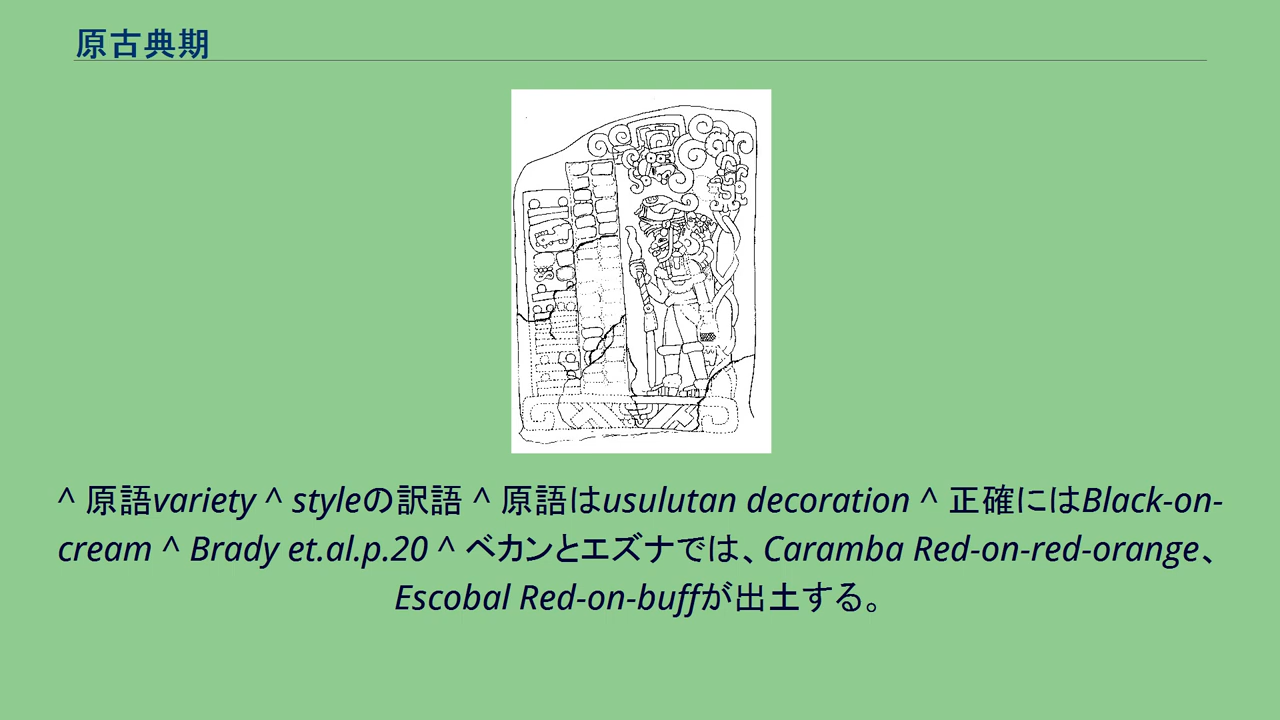 原古典期
^ 原語variety ^ styleの訳語 ^ 原語はusulutan decoration ^ 正確にはBlack-on-
cream ^ Brady et.al.p.20 ^ ベカンとエズナでは、Caramba Red-on-red-orange、
Escobal Red-on-buffが出土する。